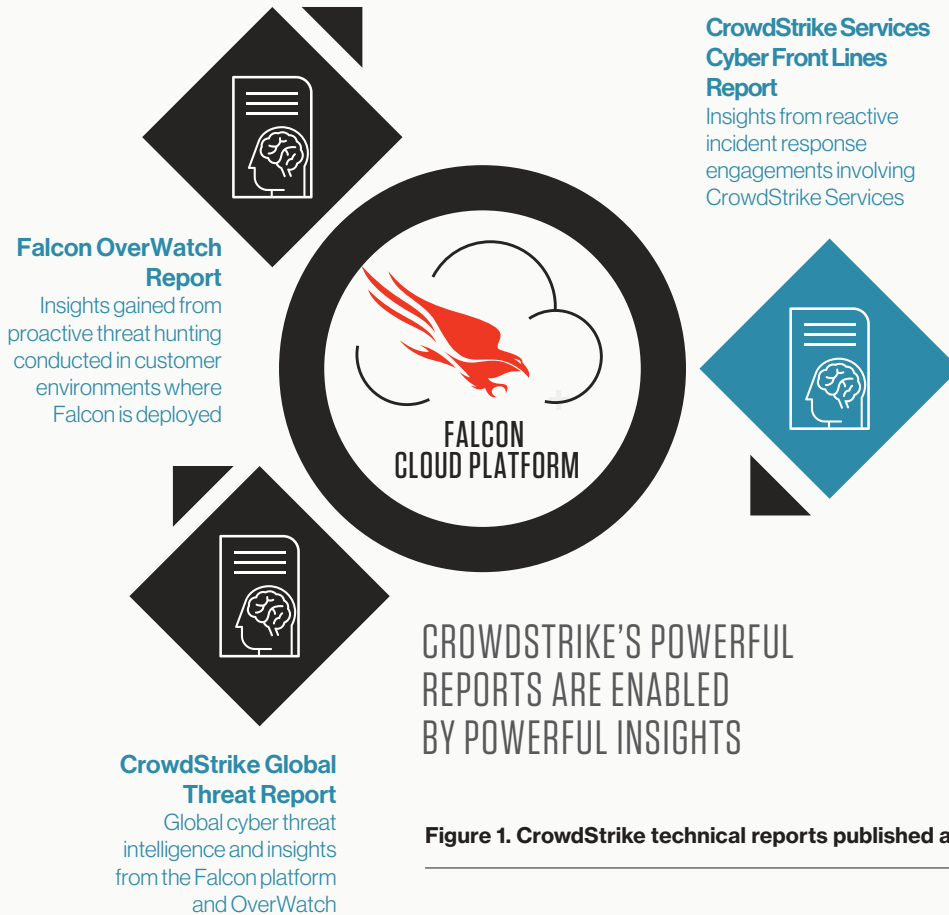 CrowdStrike Services
Cyber Front Lines
Report
Insights from reactive
incident response
engagements involving
CrowdStrike Services
Falcon OverWatch
Report
Insights gained from
proactive threat hunting
conducted in customer
environments where
Falcon is deployed
FALCON
CLOUD PLATFORM
CROWDSTRIKE’S POWERFUL
REPORTS ARE ENABLED
BY POWERFUL INSIGHTS
CrowdStrike Global
Threat Report
Global cyber threat
intelligence and insights
from the Falcon platform
and OverWatch
Figure 1. CrowdStrike technical reports published a